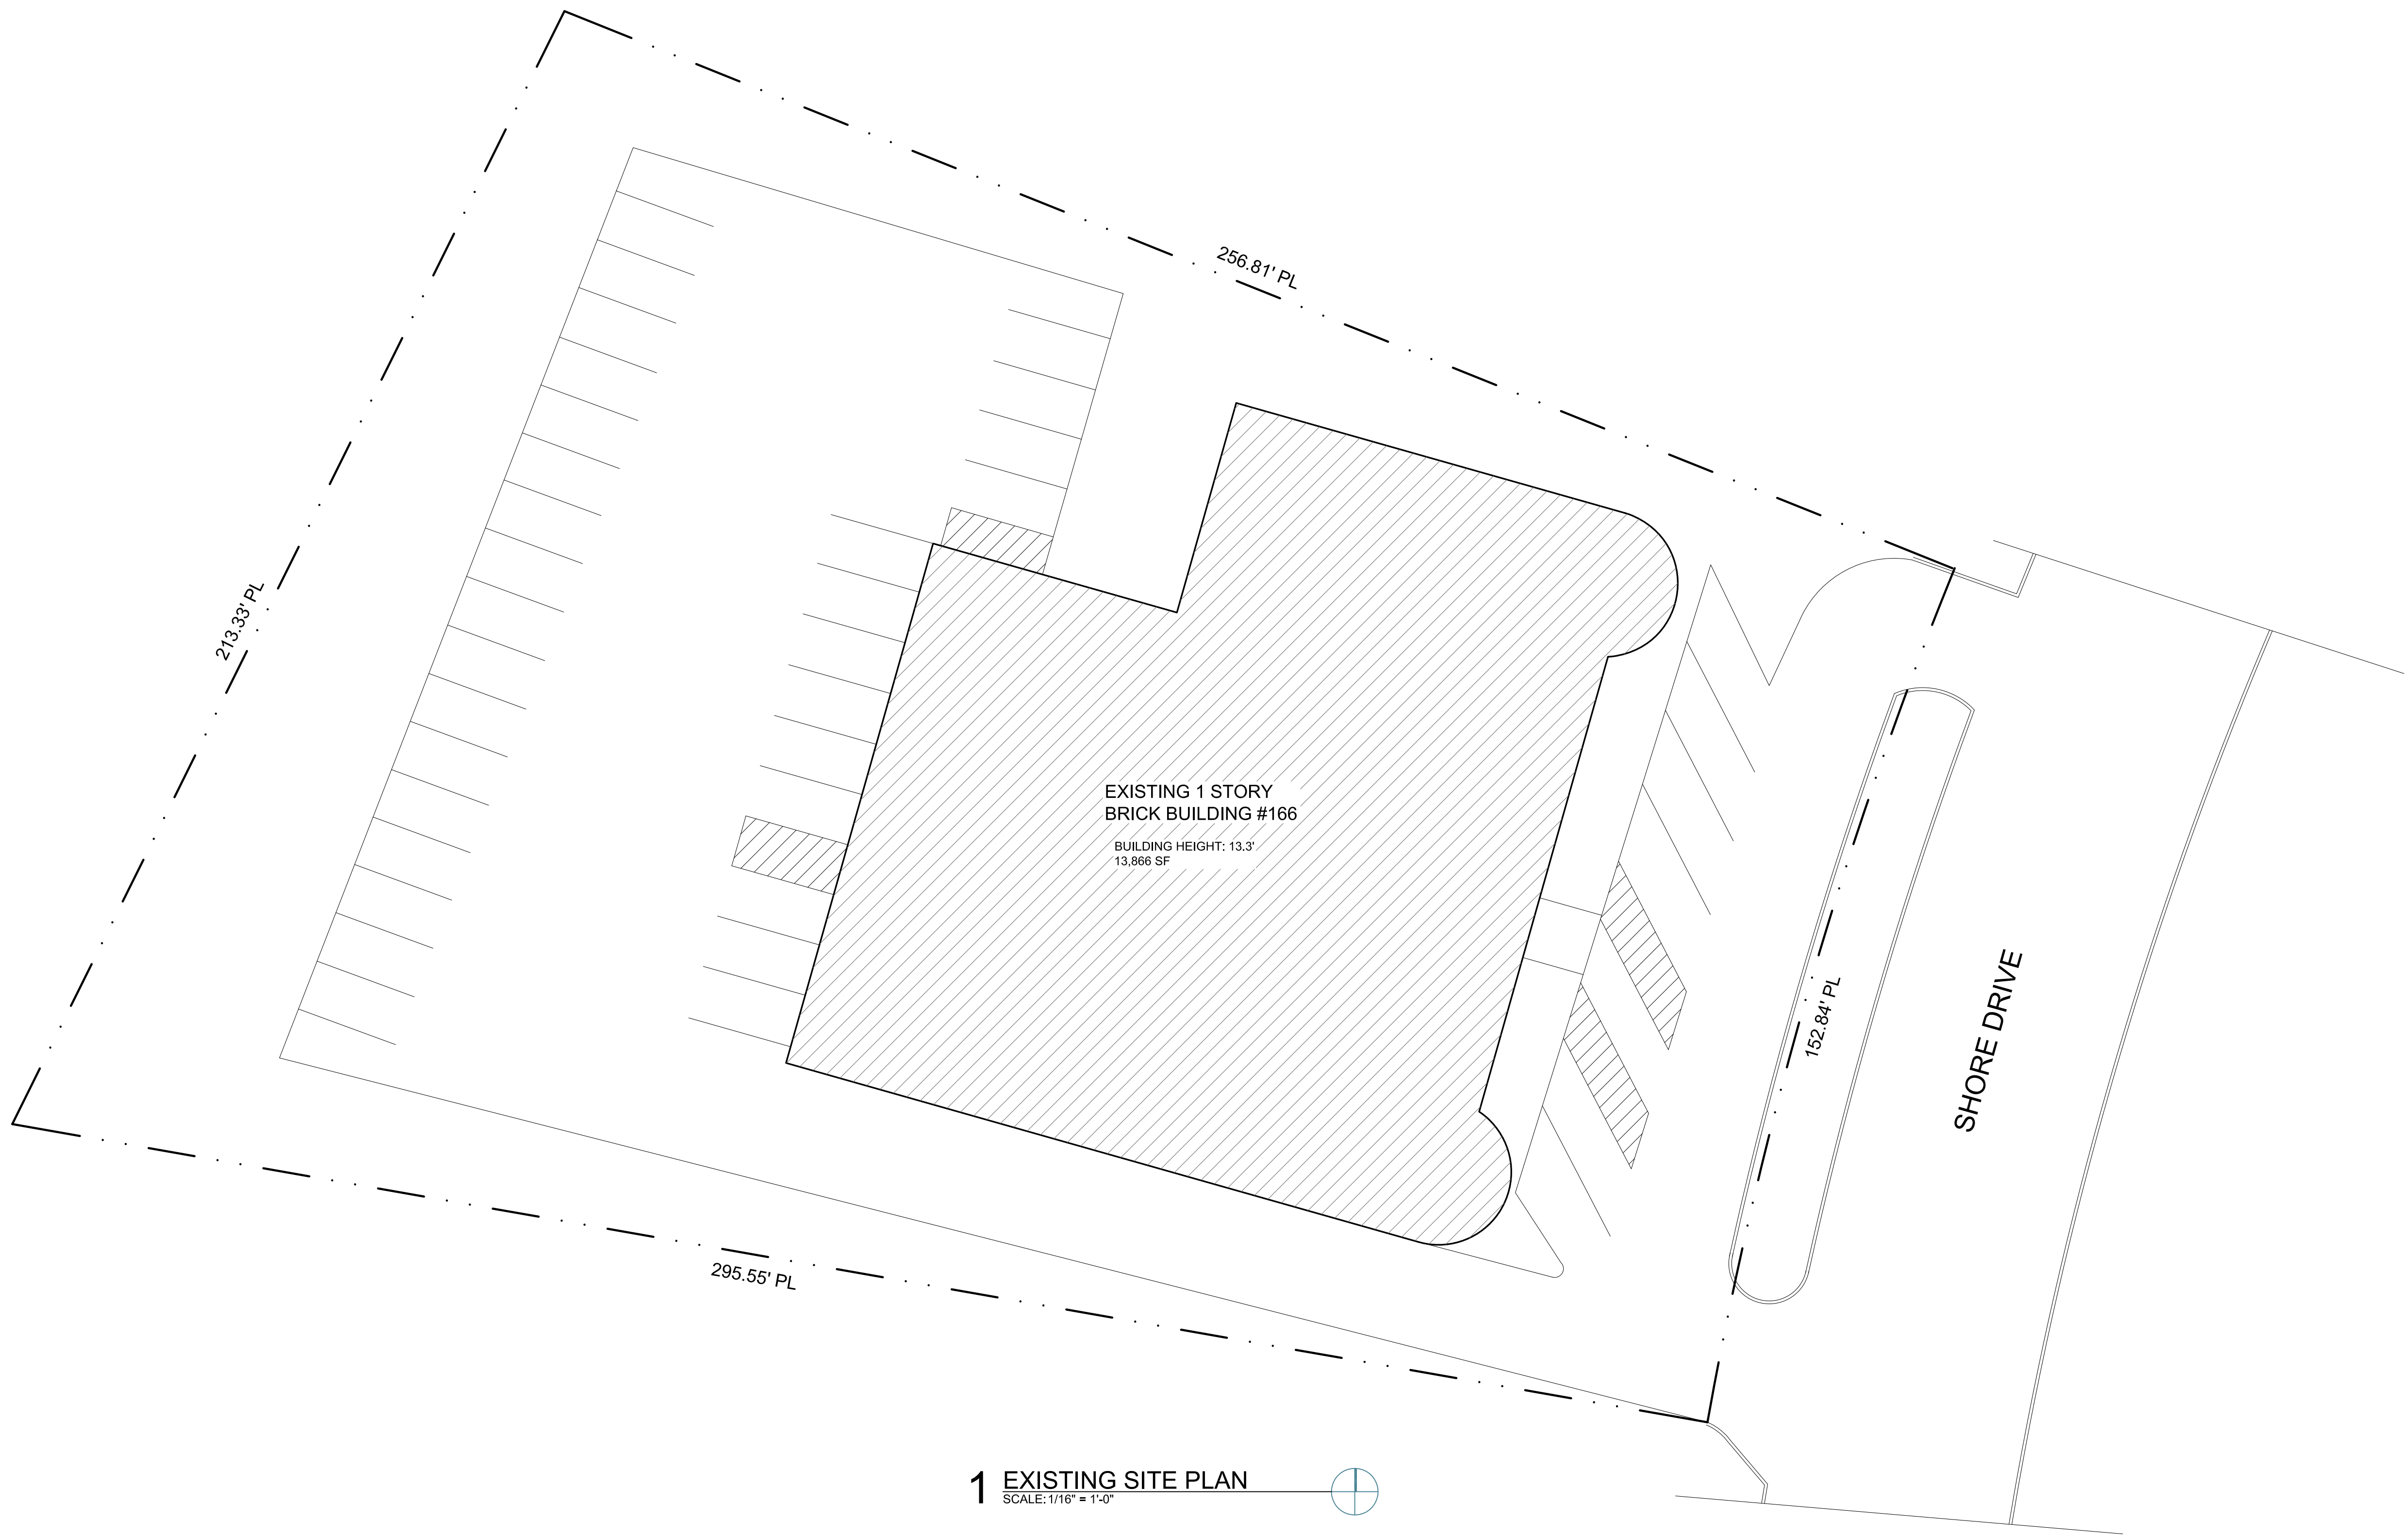 256.81' PL
213.33' PL
EXISTING 1 STORY
BRICK BUILDING #166
BUILDING HEIGHT: 13.3'
13,866 SF
152.84' PL
SHORE DRIVE
295.55' PL
1 EXISTING SITE PLAN
SCALE: 1/16" = 1'-0"